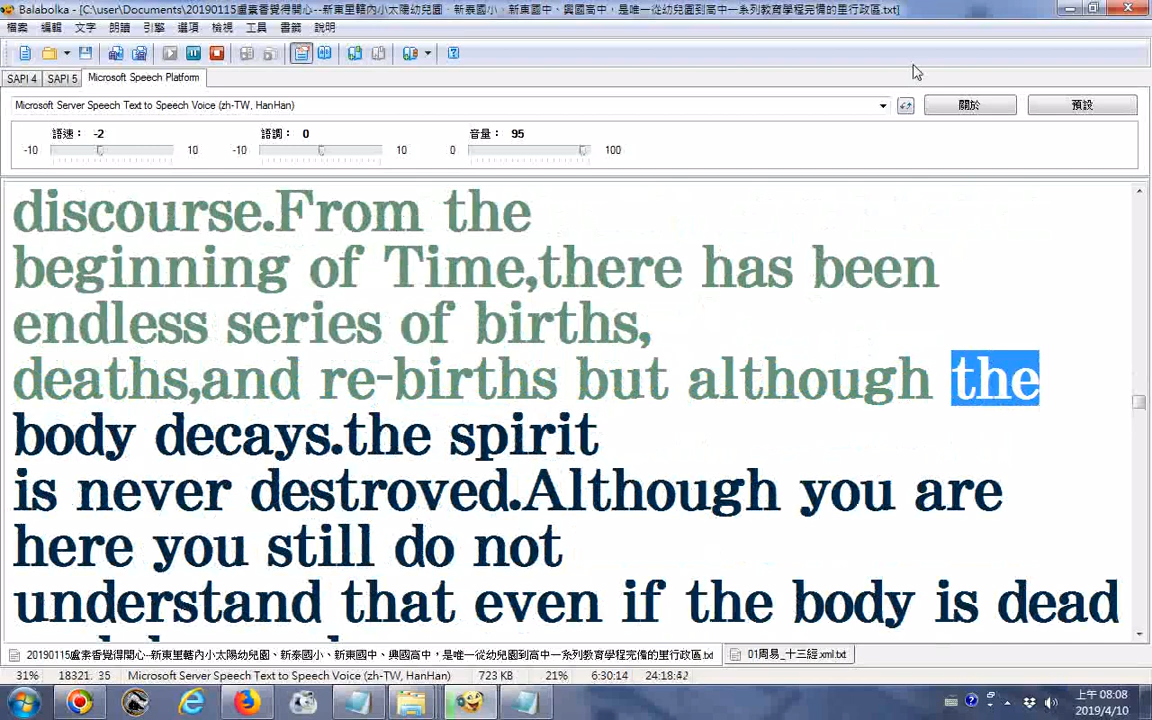 Balabolka - [C:\user\Documents\20190115盧素香覺得開心--新東里轄內小太陽幼兒園、新泰國小、新東國中、興國高中，是唯一從幼兒園到高中一系列教育學程完備的里行政區.txt]
檔案 編輯 文字 朗讀 引擎 選項 檢視 工具 書籤 說明
SAPI 4 SAPI 5 Microsoft Speech Platform
Microsoft Server Speech Text to Speech Voice (zh-TW, HanHan) 關於 預設
語速： -2 語調： 0 音量： 95
-10 10 -10 10 0 100
discourse.From the
beginning of Time,there has been
endless series of births,
deaths,and re-births but although the
body decays.the spirit
is never destroved.Although you are
here you still do not
understand that even if the body is dead
20190115盧素香覺得開心--新東里轄內小太陽幼兒園、新泰國小、新東國中、興國高中，是唯一從幼兒園到高中一系列教育學程完備的里行政區.txt 01周易_十三經.xml.txt
31% 18321. 35 Microsoft Server Speech Text to Speech Voice (zh-TW, HanHan) 723 KB 21% 6:30:14 24:18:42
上午 08:08
2019/4/10